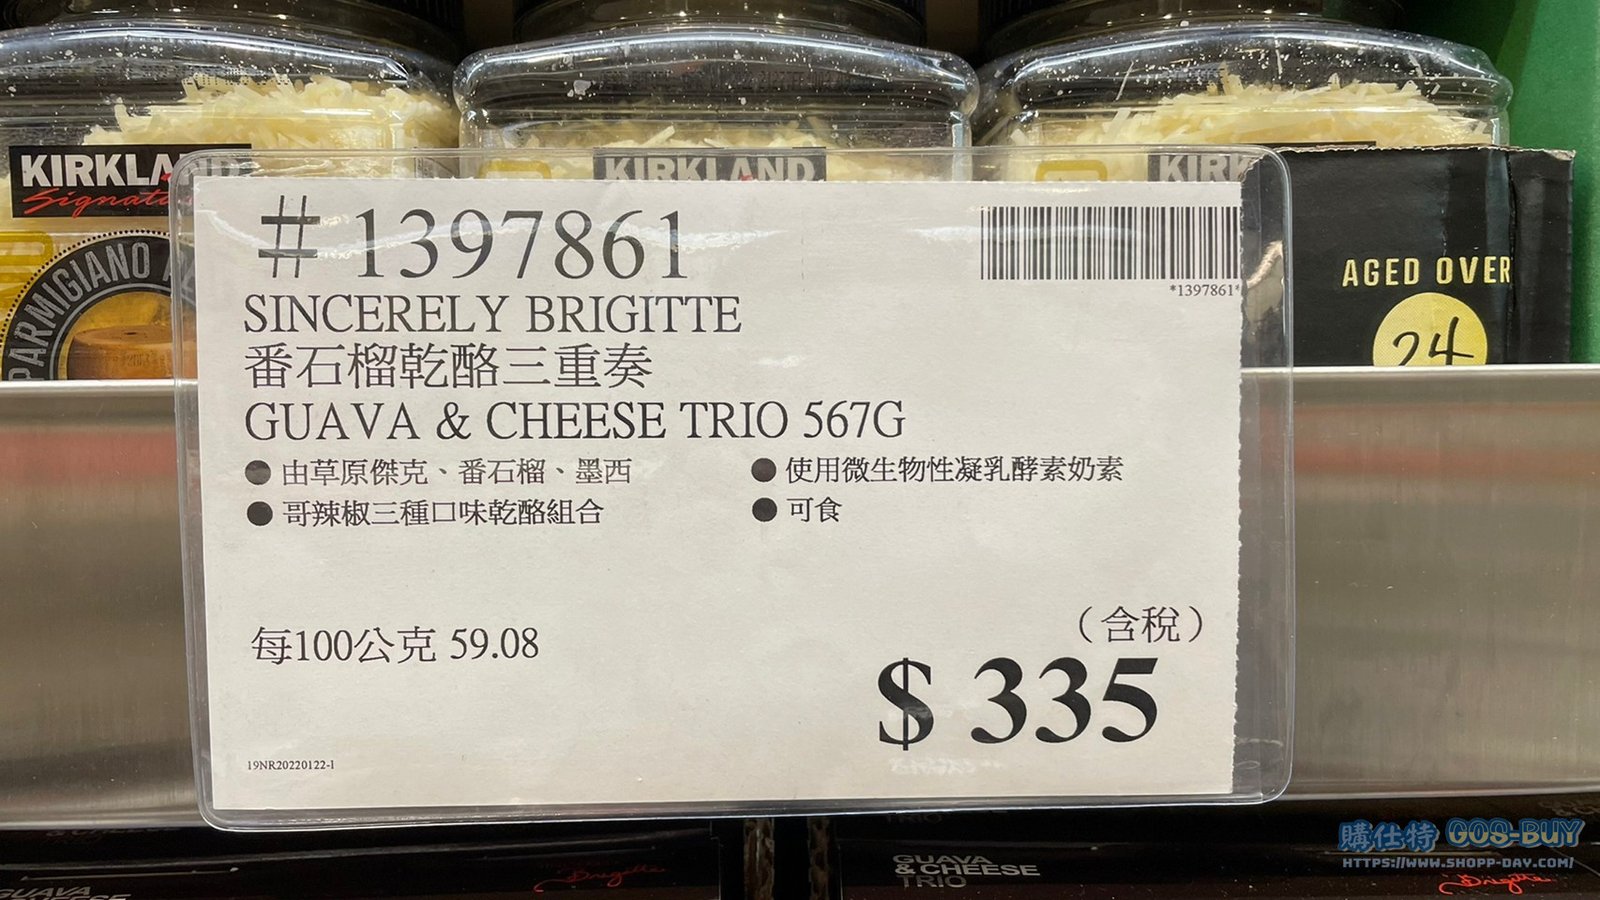 KIRKLAND
Signature
KIRKLAND
KIRK
PARMIGIANO
AGED OVER
24
#1397861
*1397861*
SINCERELY BRIGITTE
番石榴乾酪三重奏
GUAVA & CHEESE TRIO 567G
●由草原傑克、番石榴、墨西
●使用微生物性凝乳酵素奶素
●哥辣椒三種口味乾酪組合
●可食
每100公克 59.08
（含稅）
$ 335
19NR20220122-1
GUAVA
& CHEESE
TRIO
Brigitte
GUAVA
Brigitte
購仕特 GOS-BUY
HTTPS://WWW.SHOPP-DAY.COM/